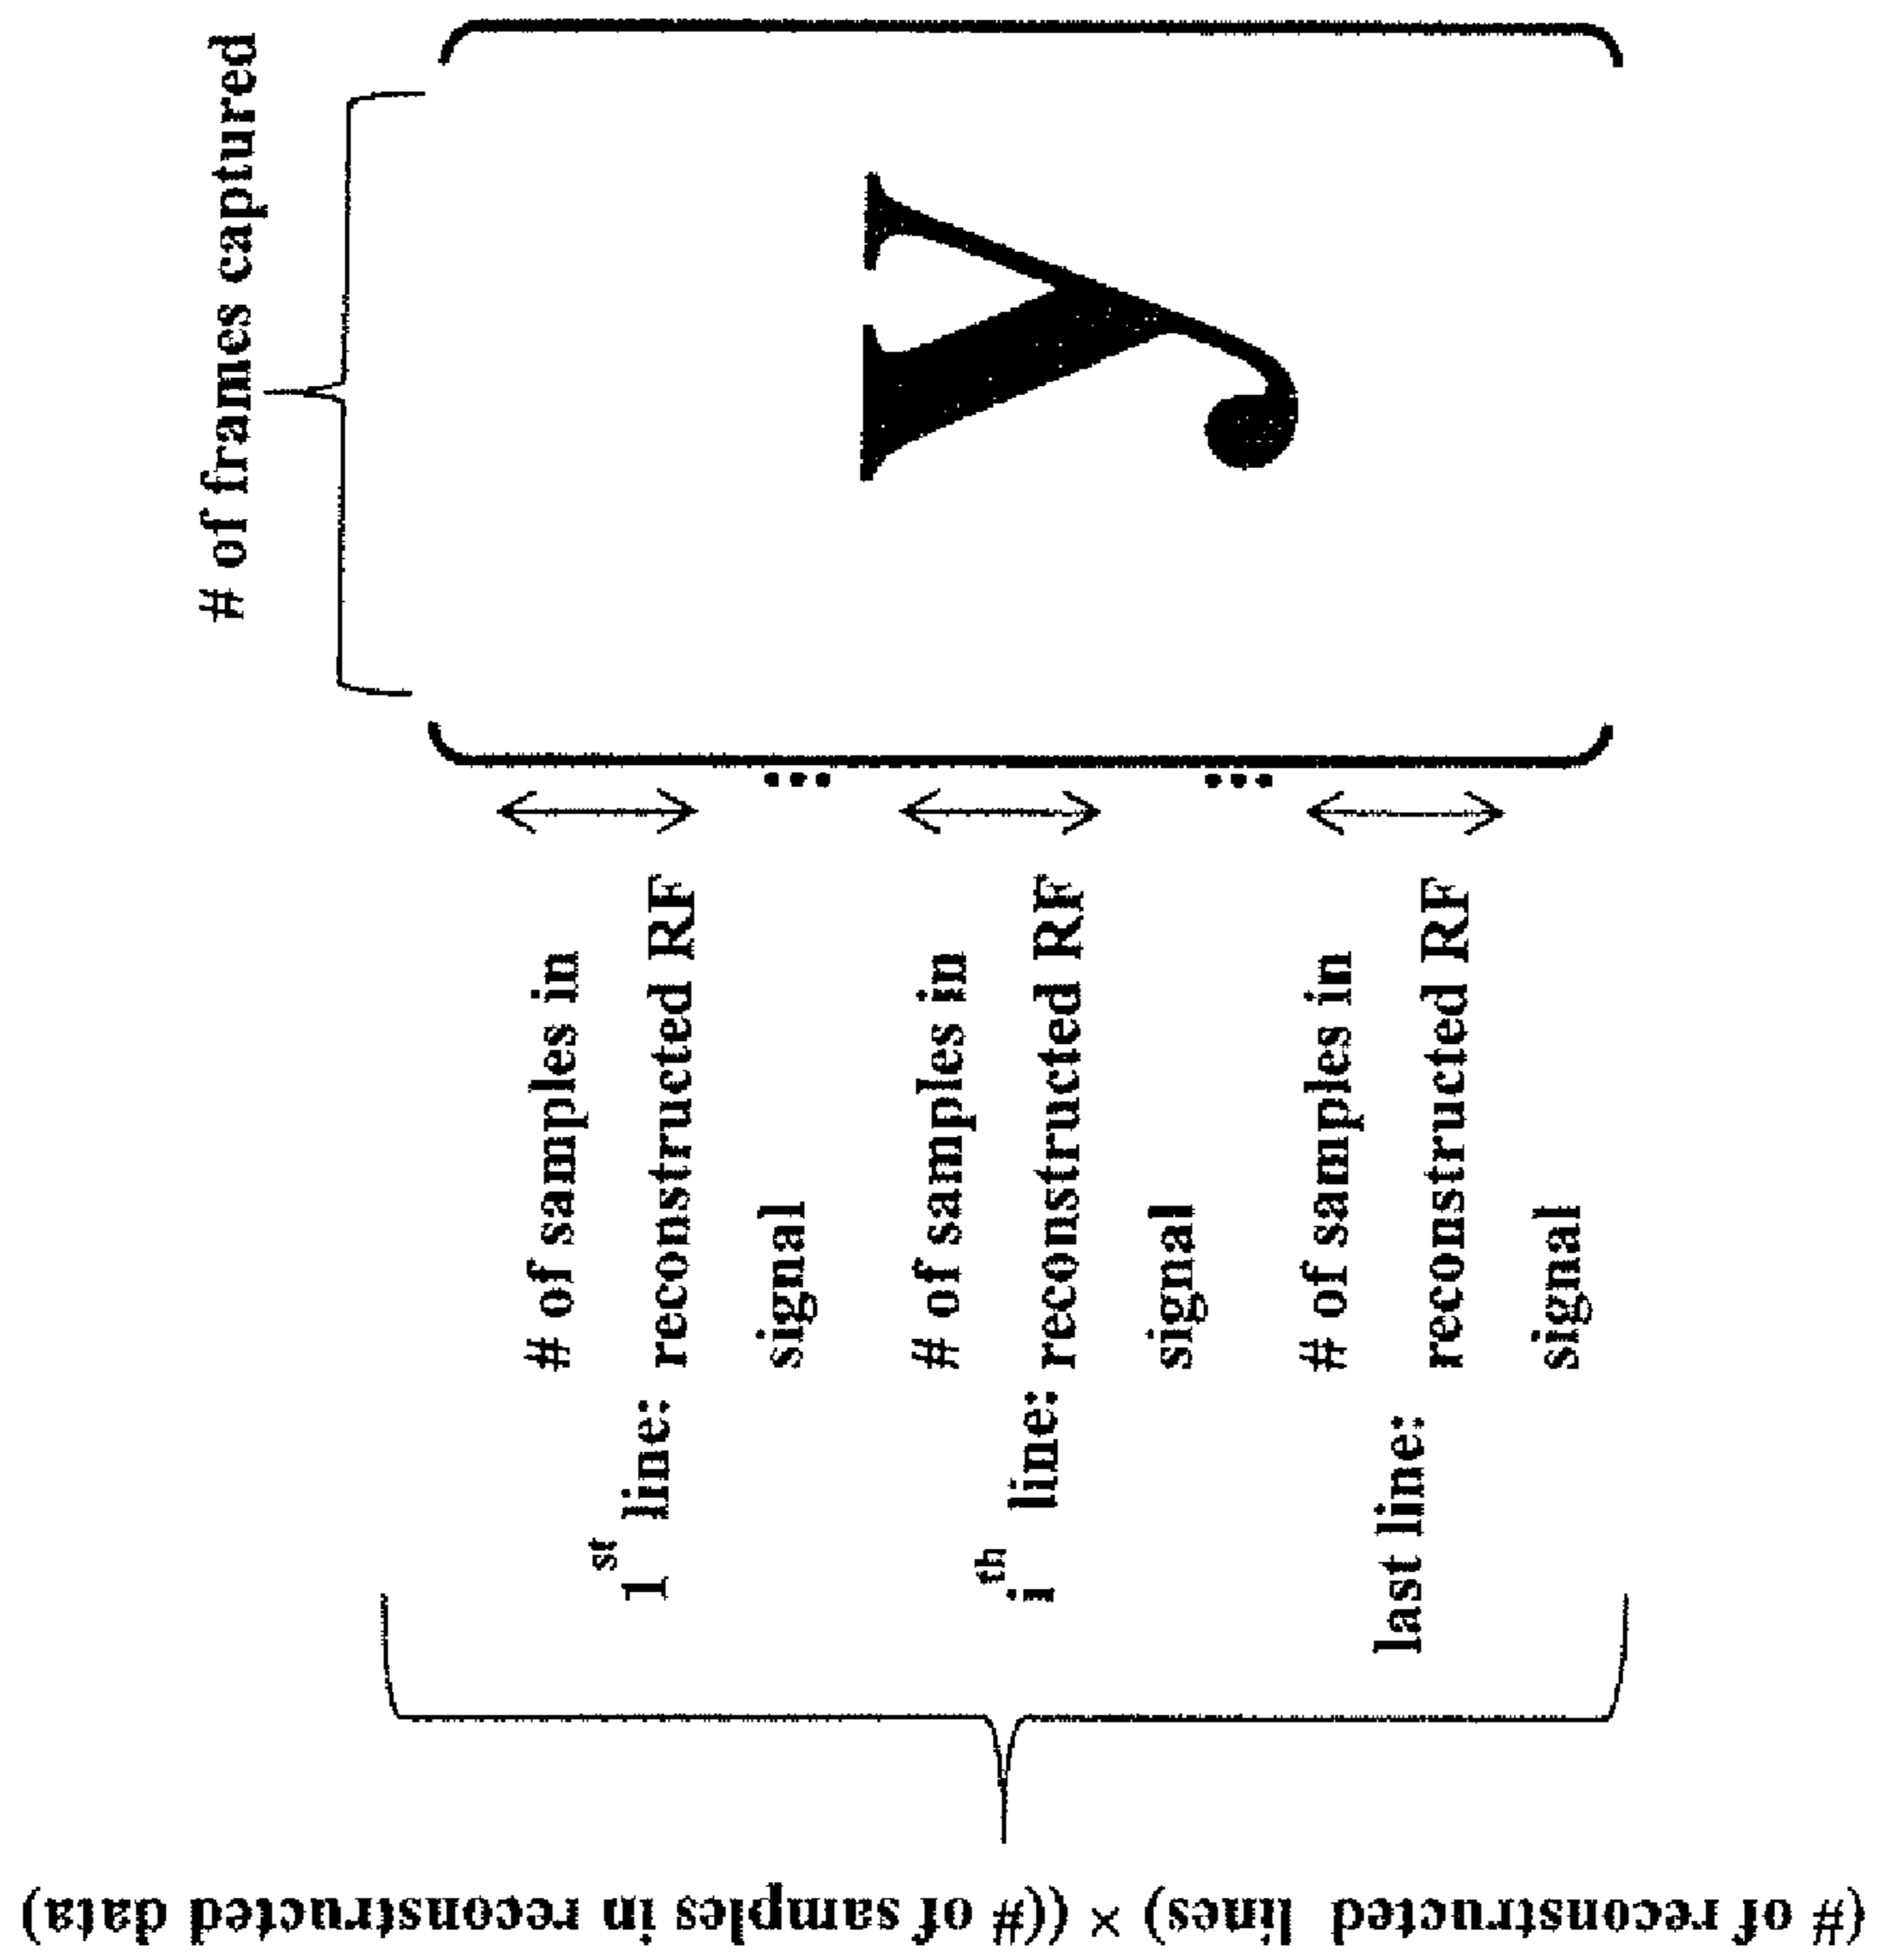 # of frames captured
y
1st line:
# of samples in
reconstructed RF
signal
...
ith line:
# of samples in
reconstructed RF
signal
...
last line:
# of samples in
reconstructed RF
signal
(# of reconstructed lines) × ((# of samples in reconstructed data)